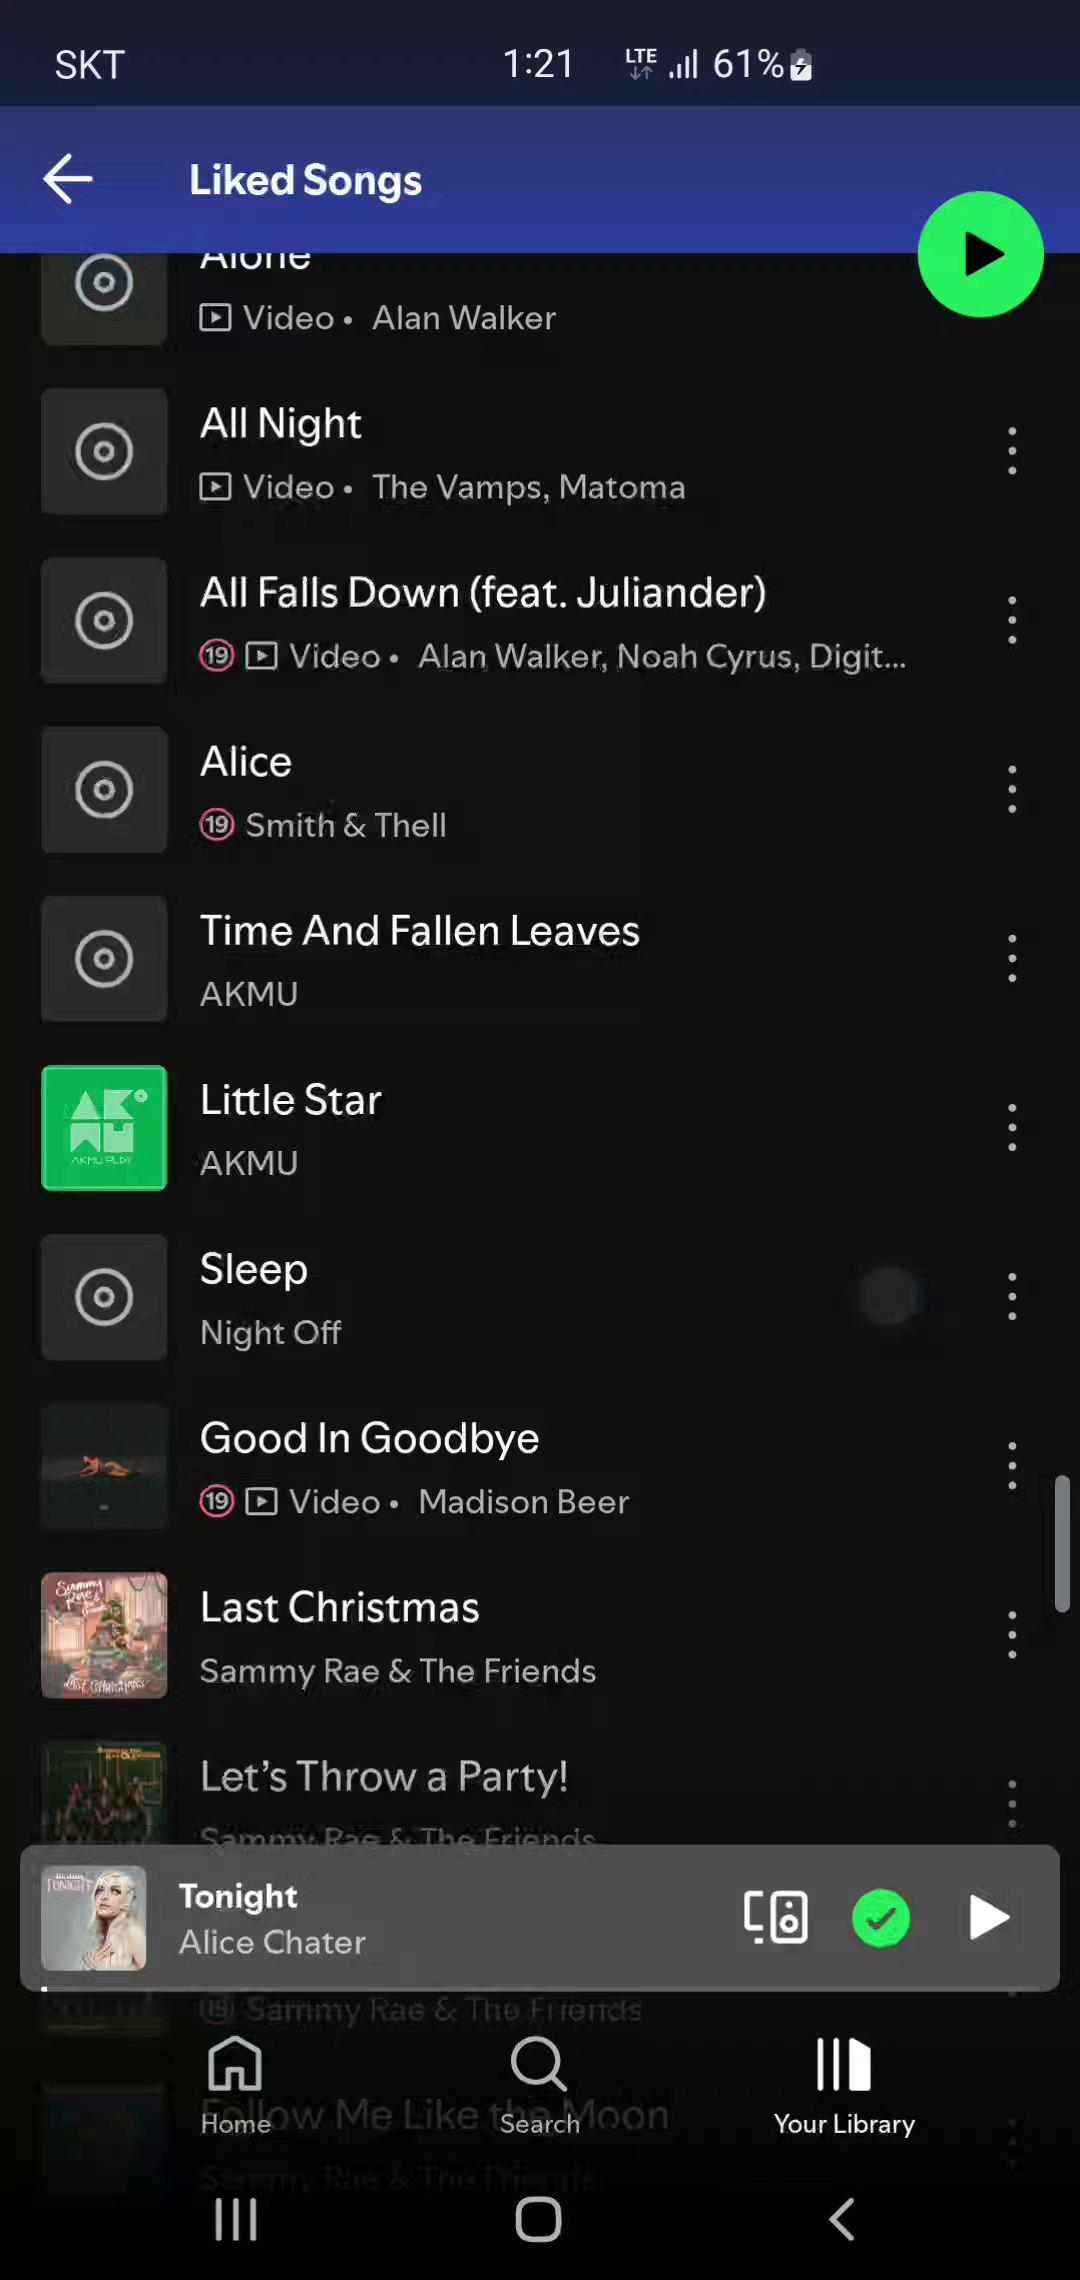 SKT 1:21 LTE 61%
Liked Songs
Alone
Video • Alan Walker
All Night
Video • The Vamps, Matoma
All Falls Down (feat. Juliander)
19 Video • Alan Walker, Noah Cyrus, Digit...
Alice
19 Smith & Thell
Time And Fallen Leaves
AKMU
Little Star
AKMU
AKMU PLAY
Sleep
Night Off
Good In Goodbye
19 Video • Madison Beer
Last Christmas
Sammy Rae & The Friends
Let's Throw a Party!
Sammy Rae & The Friends
TONIGHT
Tonight
Alice Chater
19 Sammy Rae & The Friends
Follow Me Like the Moon
Home Search Your Library
Sammy Rae & The Friends